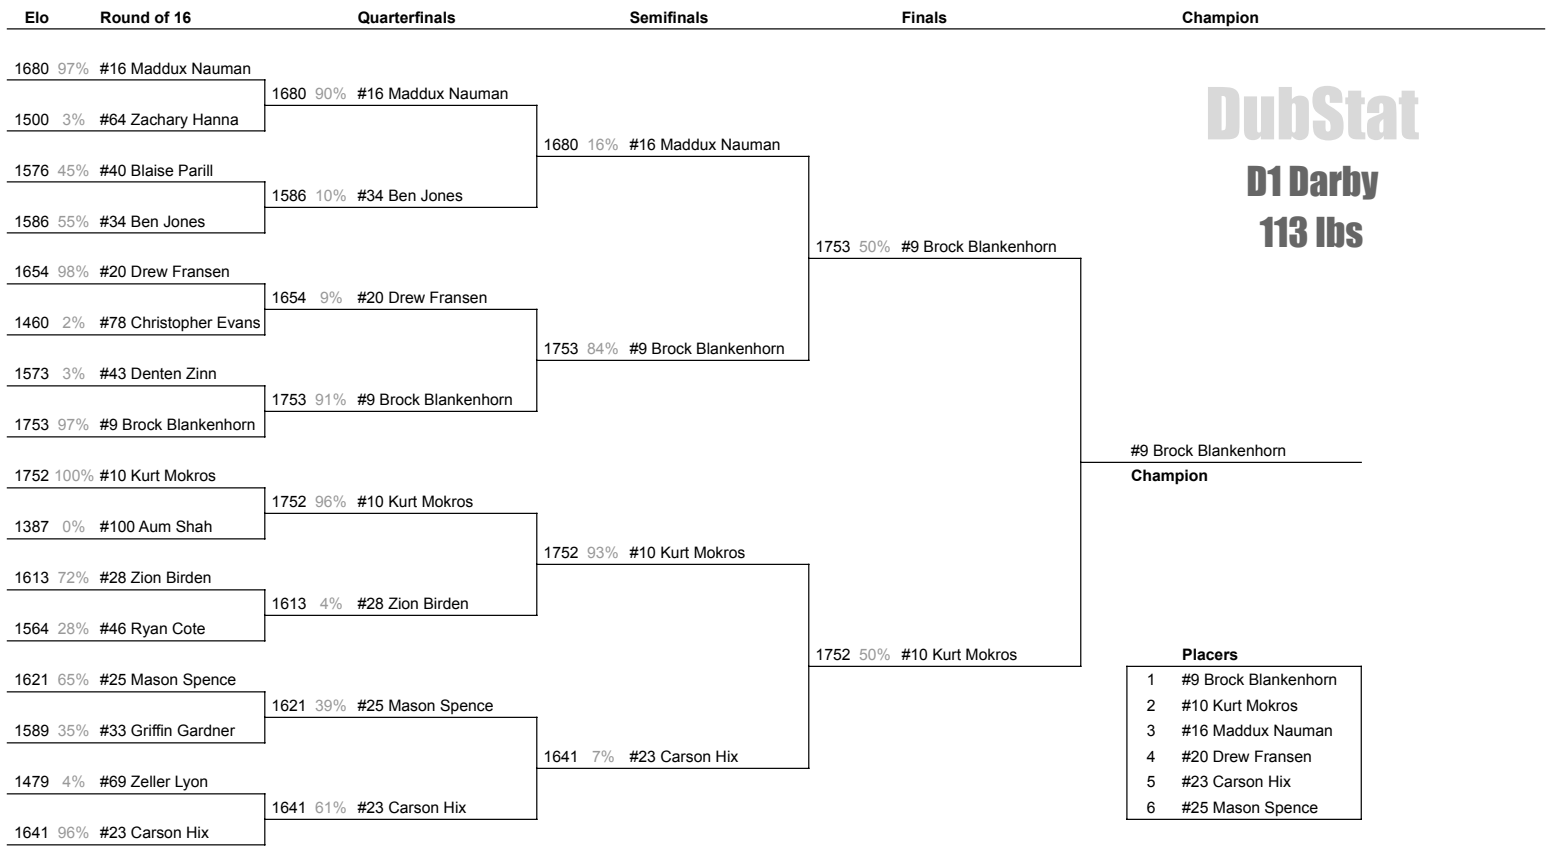 Elo Round of 16 Quarterfinals Semifinals Finals Champion
1680 97% #16 Maddux Nauman
1680 90% #16 Maddux Nauman
1500 3% #64 Zachary Hanna
1680 16% #16 Maddux Nauman
1576 45% #40 Blaise Parill
1586 10% #34 Ben Jones
1586 55% #34 Ben Jones
1753 50% #9 Brock Blankenhorn
1654 98% #20 Drew Fransen
1654 9% #20 Drew Fransen
1460 2% #78 Christopher Evans
1753 84% #9 Brock Blankenhorn
1573 3% #43 Denten Zinn
1753 91% #9 Brock Blankenhorn
1753 97% #9 Brock Blankenhorn
#9 Brock Blankenhorn
Champion
1752 100% #10 Kurt Mokros
1752 96% #10 Kurt Mokros
1387 0% #100 Aum Shah
1752 93% #10 Kurt Mokros
1613 72% #28 Zion Birden
1613 4% #28 Zion Birden
1564 28% #46 Ryan Cote
1752 50% #10 Kurt Mokros
1621 65% #25 Mason Spence
1621 39% #25 Mason Spence
1589 35% #33 Griffin Gardner
1641 7% #23 Carson Hix
1479 4% #69 Zeller Lyon
1641 61% #23 Carson Hix
1641 96% #23 Carson Hix
DubStat
D1 Darby
113 lbs
Placers
1 #9 Brock Blankenhorn
2 #10 Kurt Mokros
3 #16 Maddux Nauman
4 #20 Drew Fransen
5 #23 Carson Hix
6 #25 Mason Spence